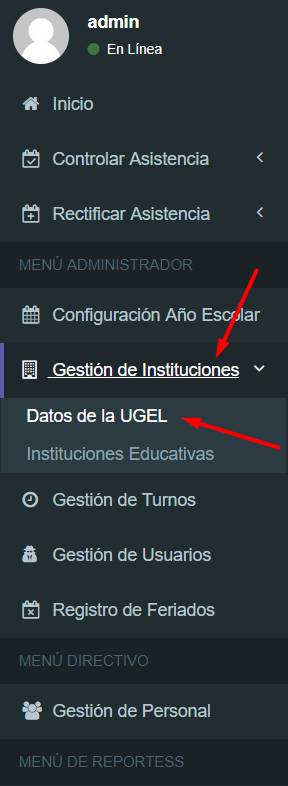 admin
En Línea
Inicio
Controlar Asistencia
Rectificar Asistencia
MENÚ ADMINISTRADOR
Configuración Año Escolar
Gestión de Instituciones
Datos de la UGEL
Instituciones Educativas
Gestión de Turnos
Gestión de Usuarios
Registro de Feriados
MENÚ DIRECTIVO
Gestión de Personal
MENÚ DE REPORTESS